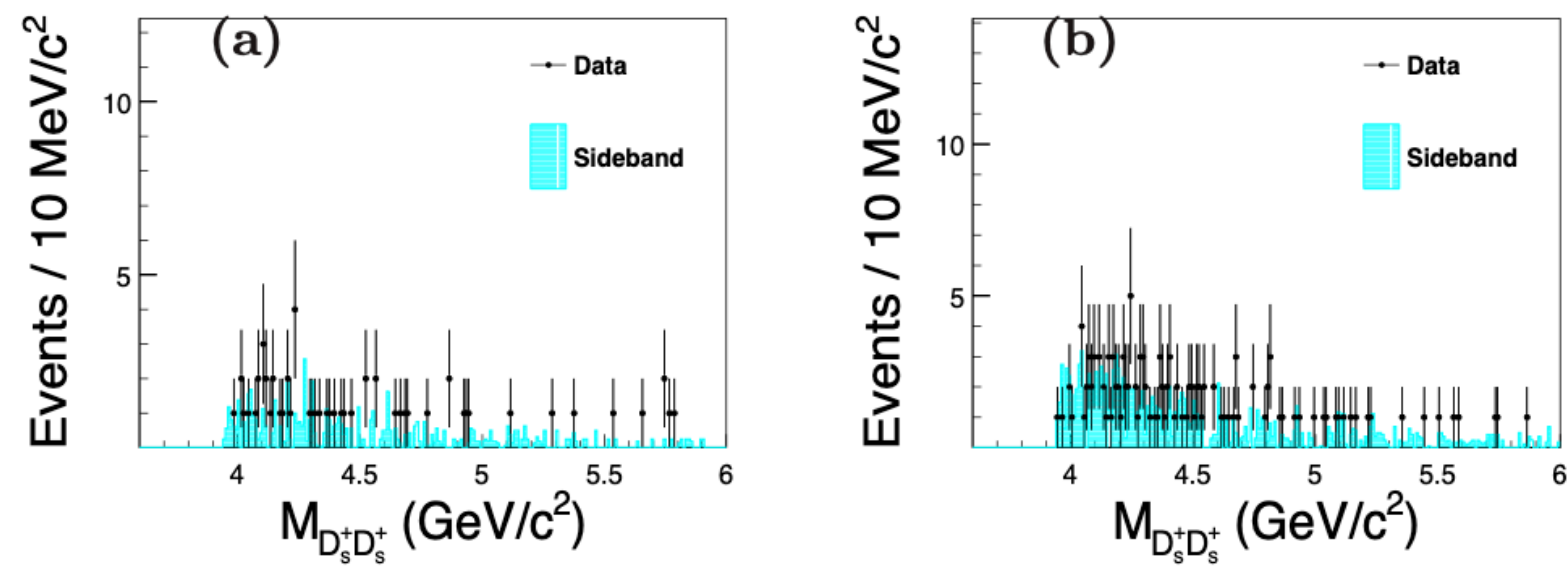 (a)
Events / 10 MeV/c²
10
5
Data
Sideband
4 4.5 5 5.5 6
M_{D_s^+D_s^+} (GeV/c²)
(b)
Events / 10 MeV/c²
10
5
Data
Sideband
4 4.5 5 5.5 6
M_{D_s^+D_s^+} (GeV/c²)